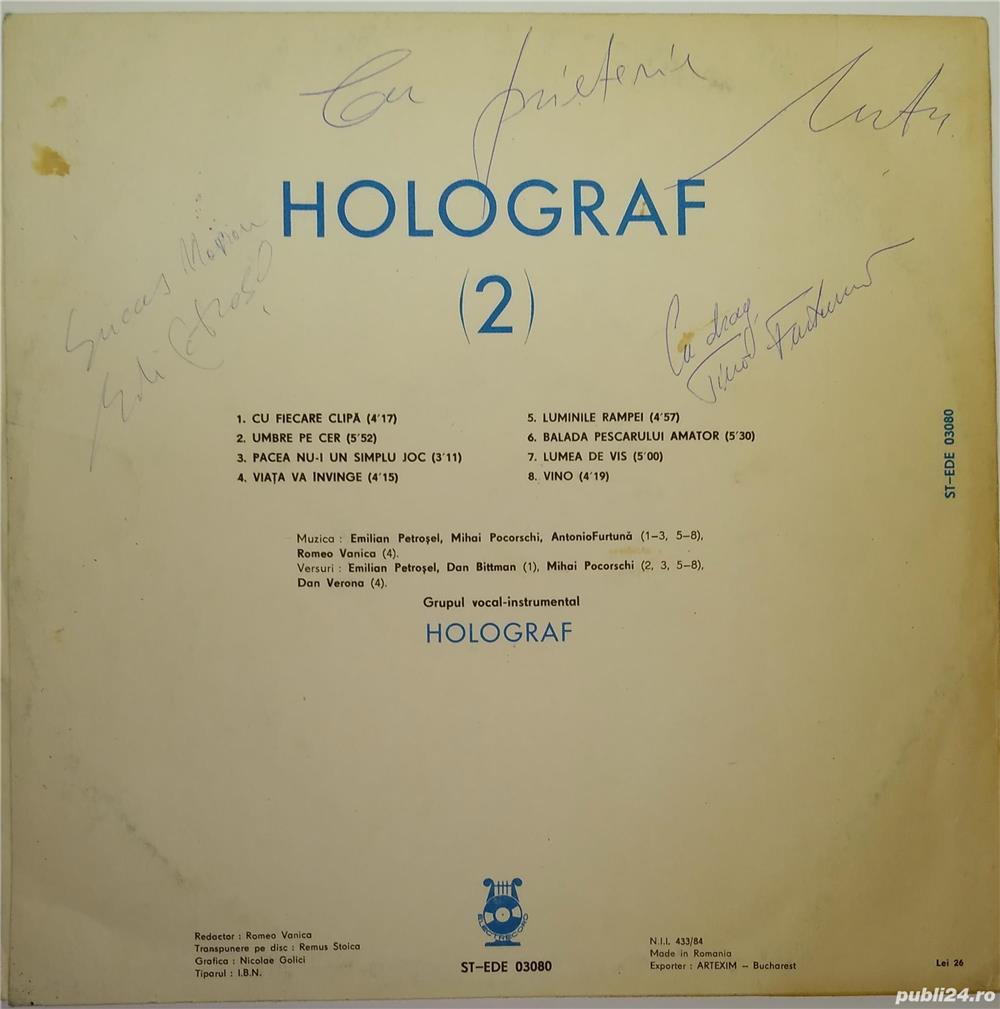 Cu prietenie
HOLOGRAF
(2)
Succes Marian
Edi Petroșel
Cu drag,
Tino Furtună
1. CU FIECARE CLIPĂ (4'17)
2. UMBRE PE CER (5'52)
3. PACEA NU-I UN SIMPLU JOC (3'11)
4. VIAȚA VA INVINGE (4'15)
5. LUMINILE RAMPEI (4'57)
6. BALADA PESCARULUI AMATOR (5'30)
7. LUMEA DE VIS (5'00)
8. VINO (4'19)
ST-EDE 03080
Muzica : Emilian Petroșel, Mihai Pocorschi, AntonioFurtună (1–3, 5–8),
Romeo Vanica (4).
Versuri : Emilian Petroșel, Dan Bittman (1), Mihai Pocorschi (2, 3, 5–8),
Dan Verona (4).
Grupul vocal-instrumental
HOLOGRAF
ELECTRECORD
ST-EDE 03080
Redactor : Romeo Vanica
Transpunere pe disc : Remus Stoica
Grafica : Nicolae Golici
Tiparul : I.B.N.
N.I.I. 433/84
Made in Romania
Exporter : ARTEXIM – Bucharest
Lei 26
publi24.ro